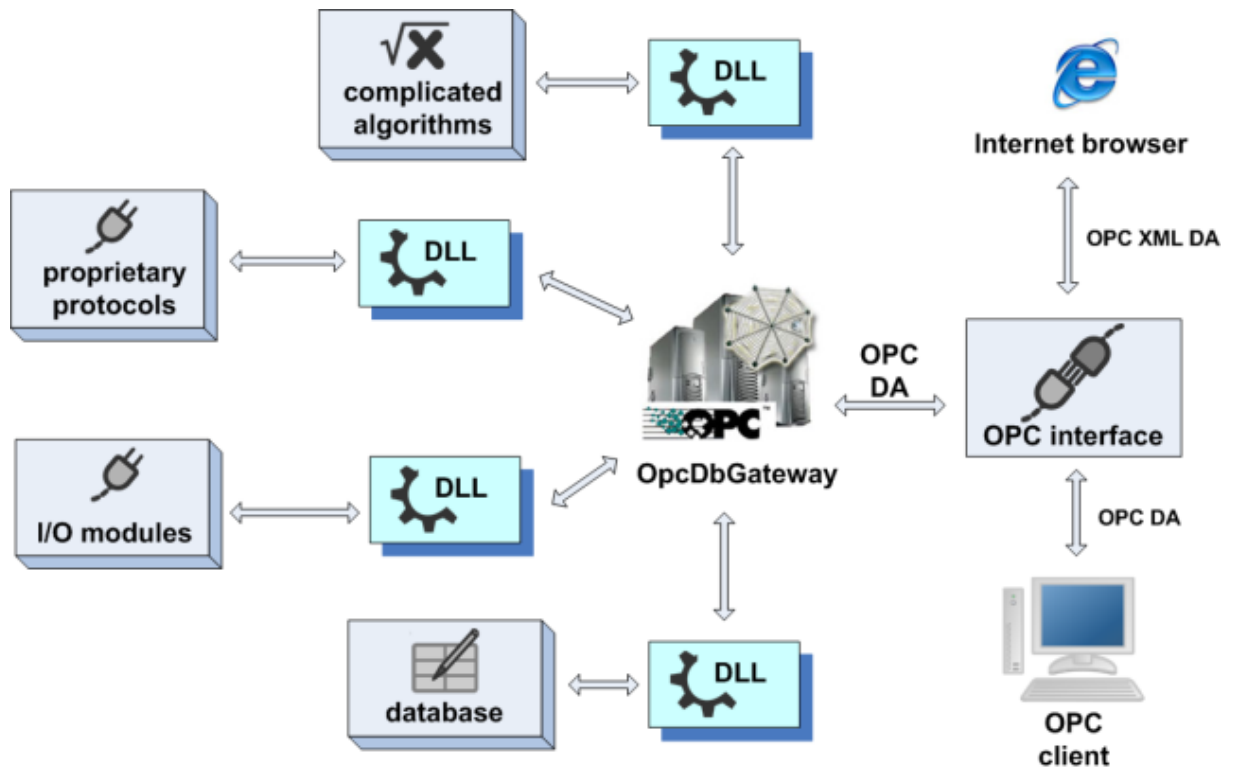 √X
complicated
algorithms
DLL
Internet browser
OPC XML DA
proprietary
protocols
DLL
OPC™
OpcDbGateway
OPC
DA
OPC interface
I/O modules
DLL
OPC DA
database
DLL
OPC
client